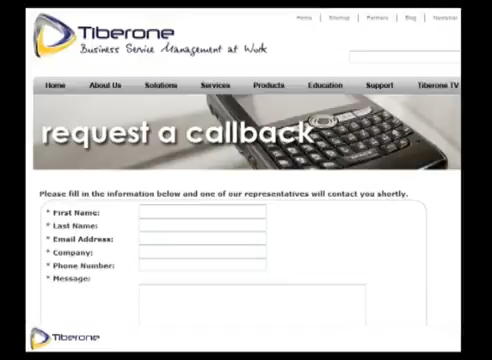 Home | Sitemap | Partners | Blog | Newsletter
Tiberone
Business Service Management at Work
Home About Us Solutions Services Products Education Support Tiberone TV
request a callback
Please fill in the information below and one of our representatives will contact you shortly.
* First Name:
* Last Name:
* Email Address:
* Company:
* Phone Number:
* Message:
Tiberone